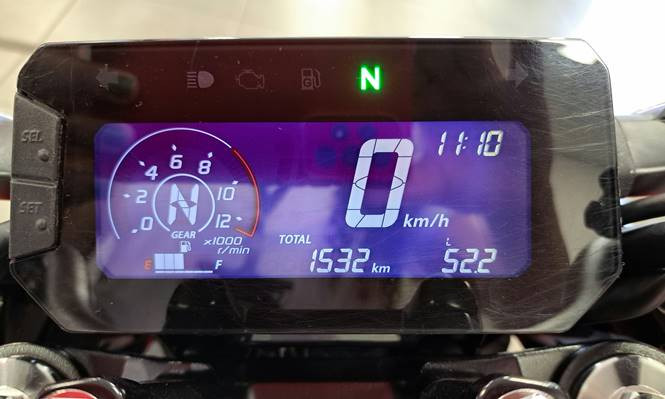 N
SEL
SET
11:10
0 km/h
0 2 4 6 8 10 12
N
GEAR
x1000 r/min
E F
TOTAL 1532 km
L 52.2